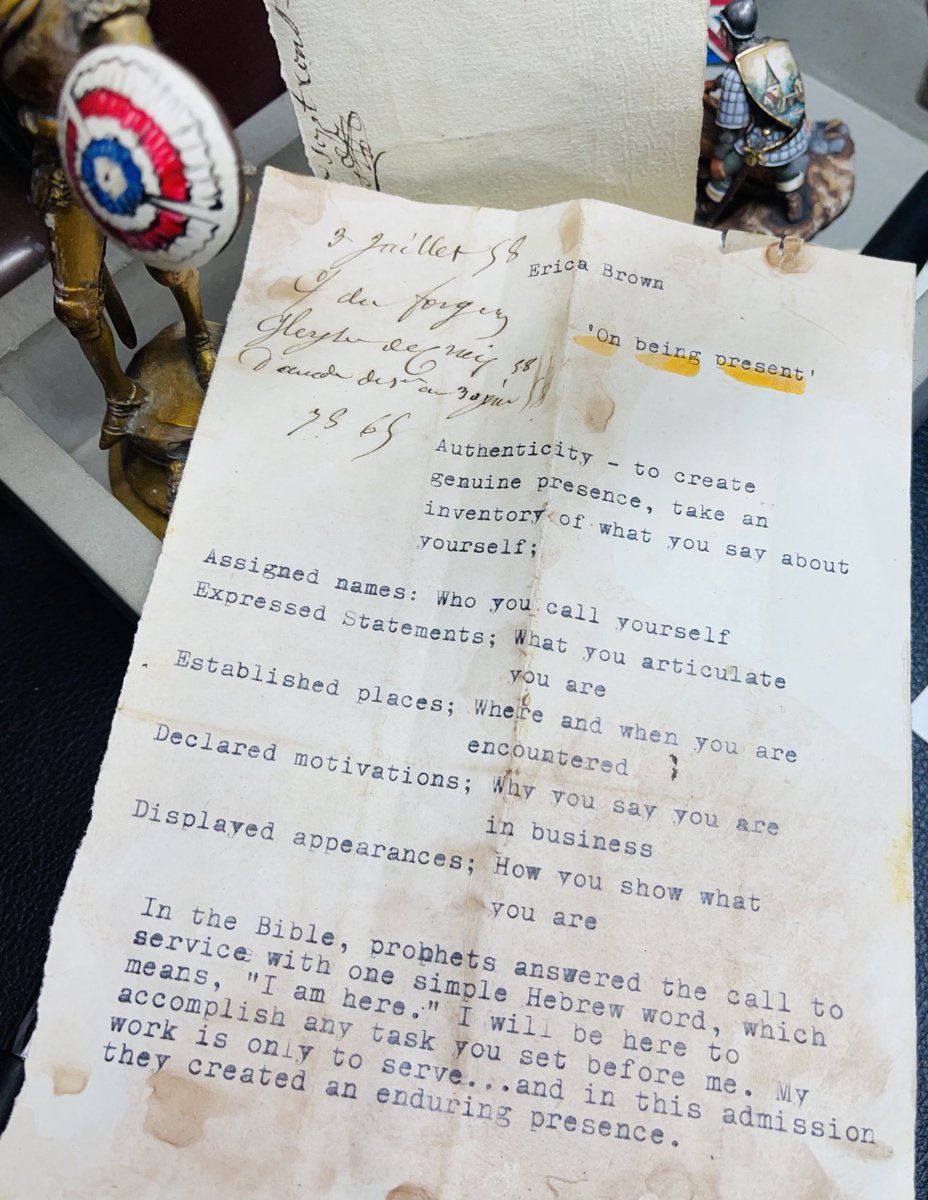 3 Juillet 58
Erica Brown
'On being present'
du
58
78 65
Authenticity - to create
genuine presence, take an
inventory of what you say about
yourself;
Assigned names: Who you call yourself
Expressed Statements; What you articulate
you are
Established places; Where and when you are
encountered
Declared motivations; Why you say you are
in business
Displayed appearances; How you show what
you are
In the Bible, prophets answered the call to
service with one simple Hebrew word, which
means, "I am here." I will be here to
accomplish any task you set before me. My
work is only to serve...and in this admission
they created an enduring presence.